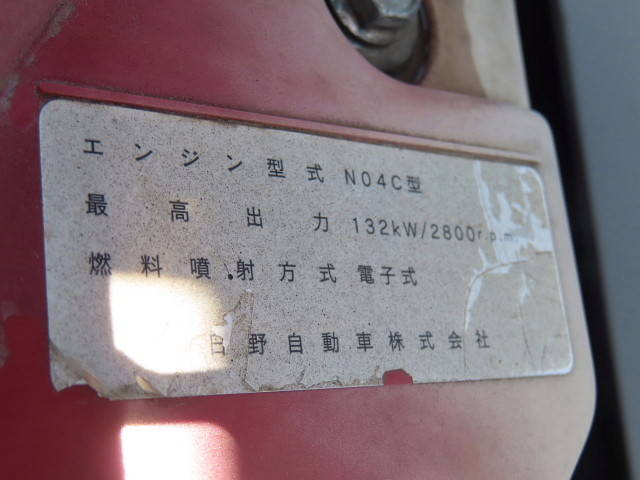 エンジン型式 N04C型
最高出力 132kW/2800r.p.m.
燃料噴射方式 電子式
日野自動車株式会社